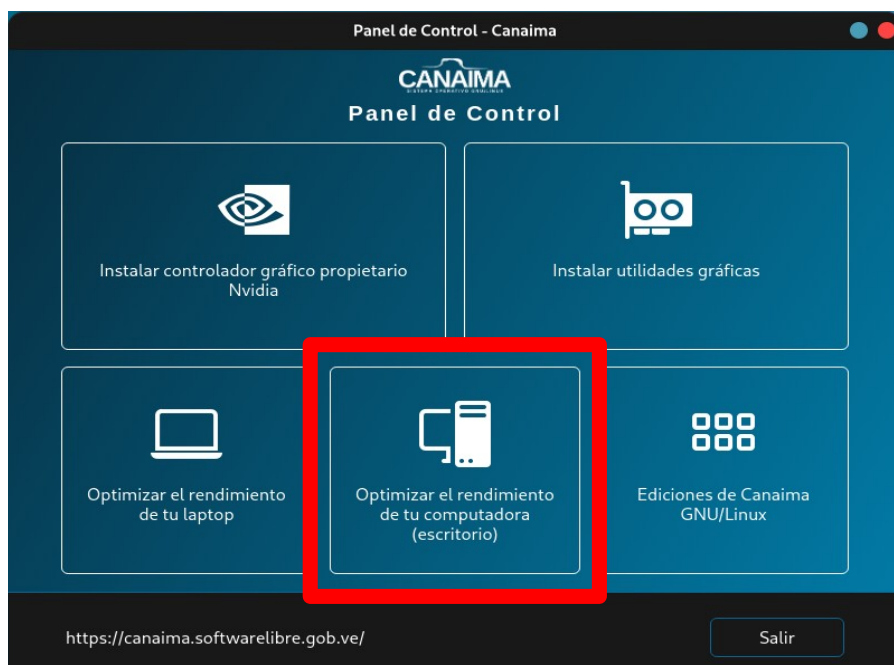 Panel de Control - Canaima
CANAIMA
Panel de Control
Instalar controlador gráfico propietario
Nvidia
Instalar utilidades gráficas
Optimizar el rendimiento
de tu laptop
Optimizar el rendimiento
de tu computadora
(escritorio)
Ediciones de Canaima
GNU/Linux
https://canaima.softwarelibre.gob.ve/
Salir